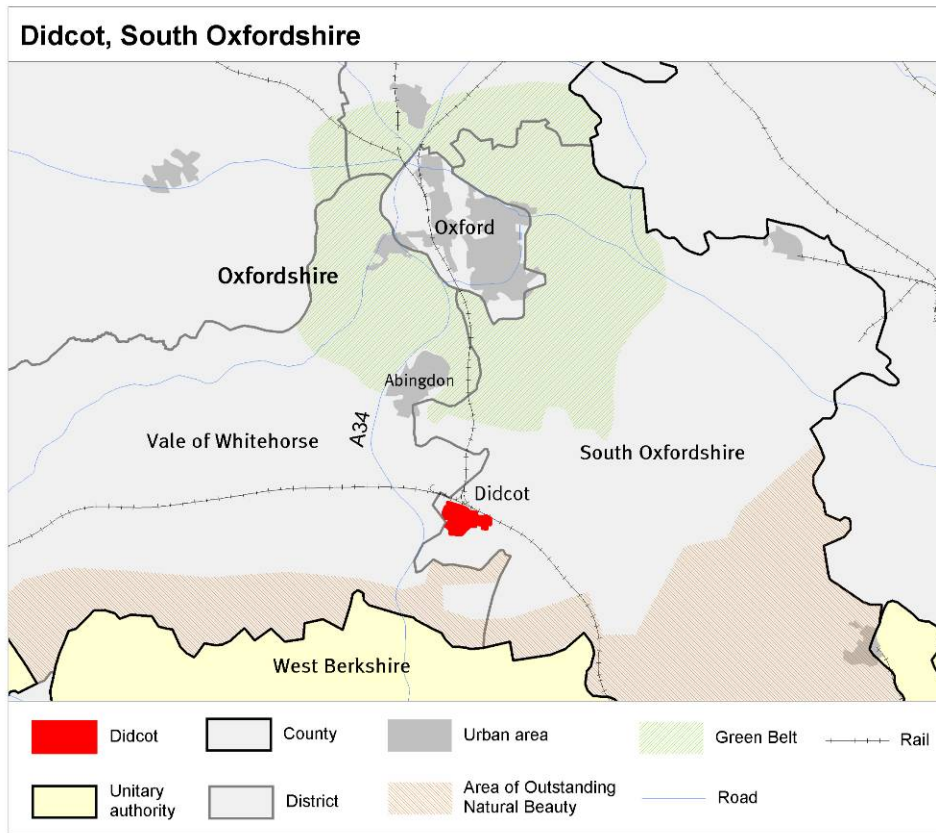 Didcot, South Oxfordshire
Oxford
Oxfordshire
Abingdon
A34
Vale of Whitehorse
South Oxfordshire
Didcot
West Berkshire
Didcot
County
Urban area
Green Belt
Rail
Unitary
authority
District
Area of Outstanding
Natural Beauty
Road